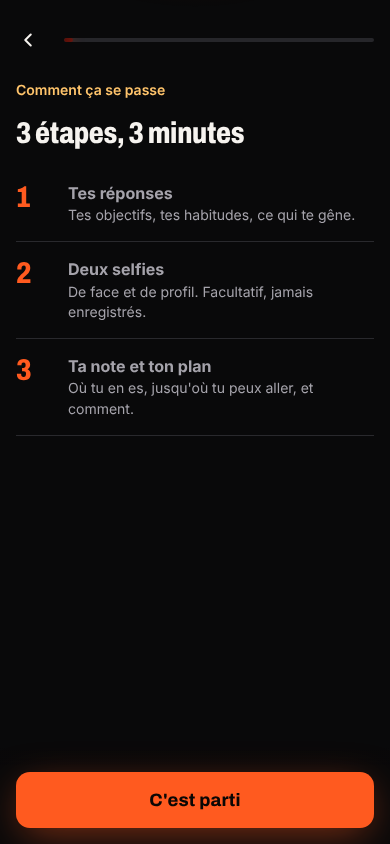 Comment ça se passe
3 étapes, 3 minutes
1
Tes réponses
Tes objectifs, tes habitudes, ce qui te gêne.
2
Deux selfies
De face et de profil. Facultatif, jamais
enregistrés.
3
Ta note et ton plan
Où tu en es, jusqu'où tu peux aller, et
comment.
C'est parti